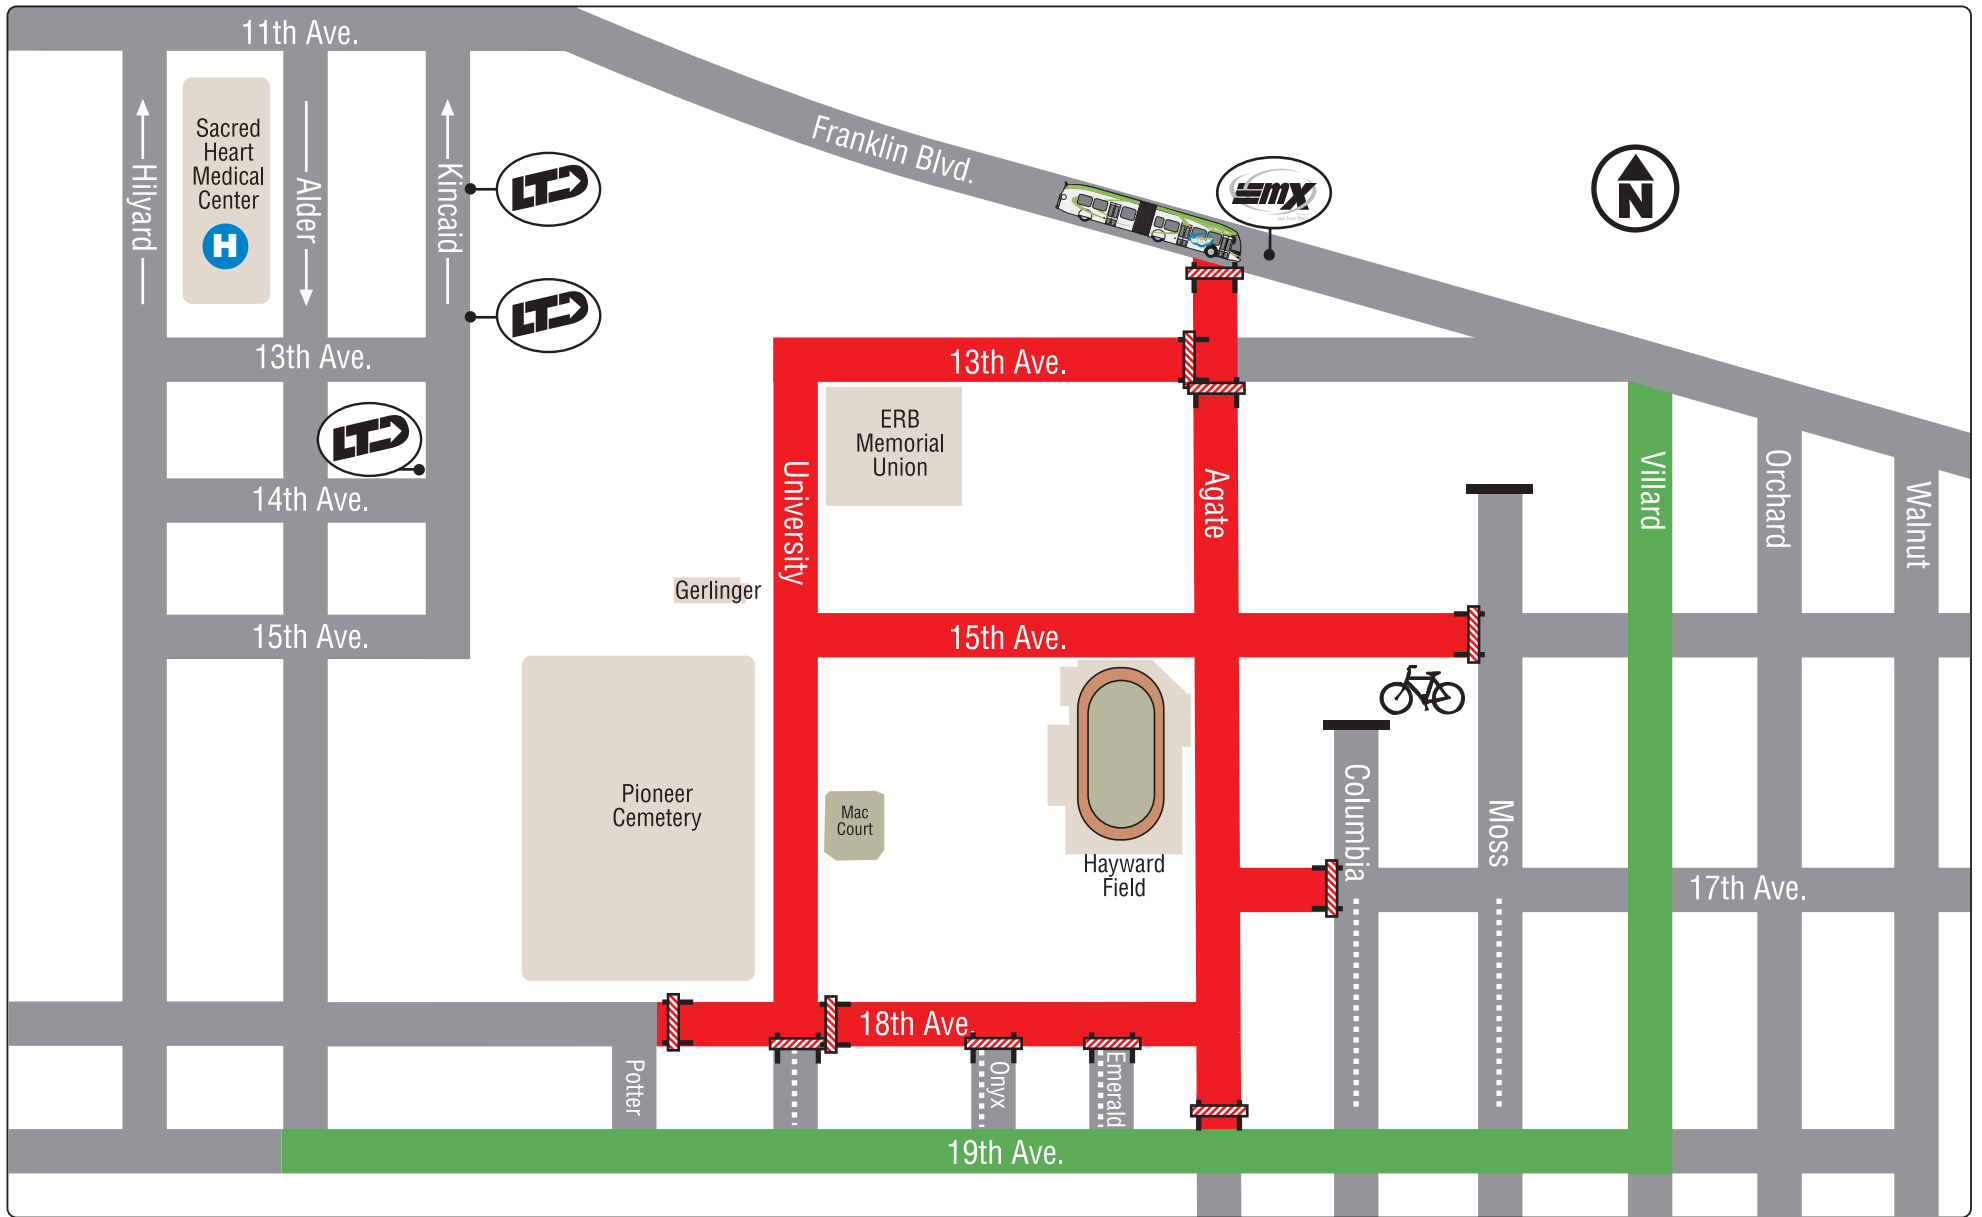 11th Ave.
Franklin Blvd.
Sacred
Heart
Medical
Center
H
Hilyard
Alder
Kincaid
LTD
LTD
EmX
N
13th Ave.
13th Ave.
LTD
14th Ave.
ERB
Memorial
Union
University
Agate
Villard
Orchard
Walnut
Gerlinger
15th Ave.
15th Ave.
Pioneer
Cemetery
Mac
Court
Hayward
Field
Columbia
Moss
17th Ave.
18th Ave.
Potter
Onyx
Emerald
19th Ave.